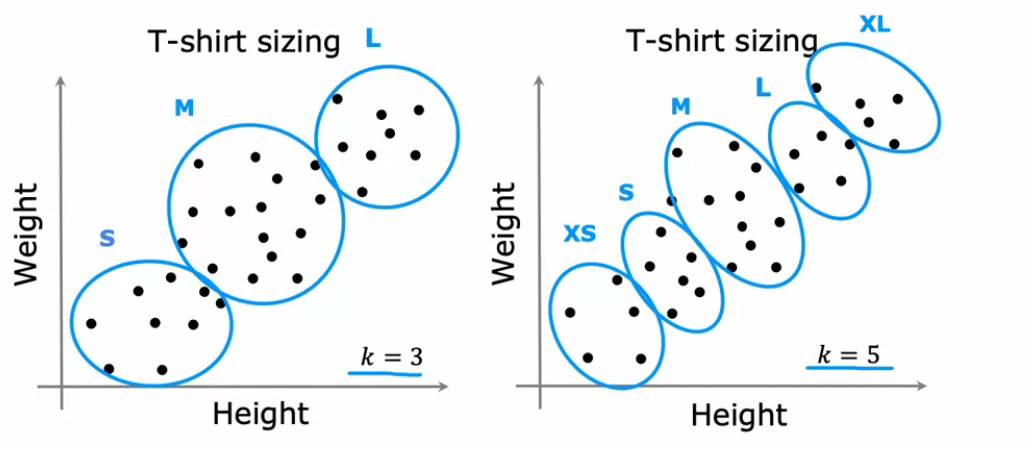 T-shirt sizing
L
M
S
Weight
Height
k = 3
T-shirt sizing
XL
L
M
S
XS
Weight
Height
k = 5